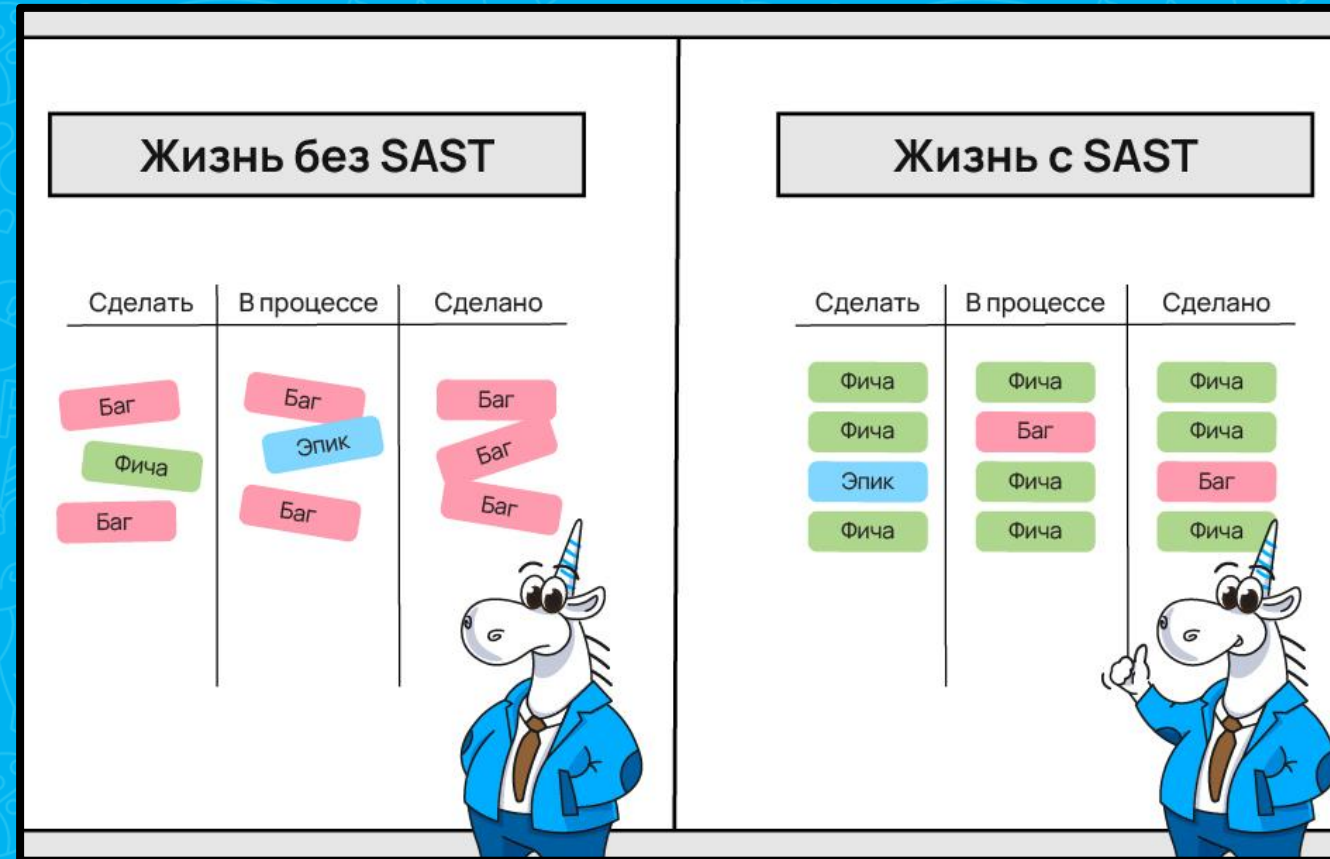 Жизнь без SAST
Сделать В процессе Сделано
Баг Баг Баг
Фича Эпик Баг
Баг Баг Баг
Жизнь с SAST
Сделать В процессе Сделано
Фича Фича Фича
Фича Баг Фича
Эпик Фича Баг
Фича Фича Фича